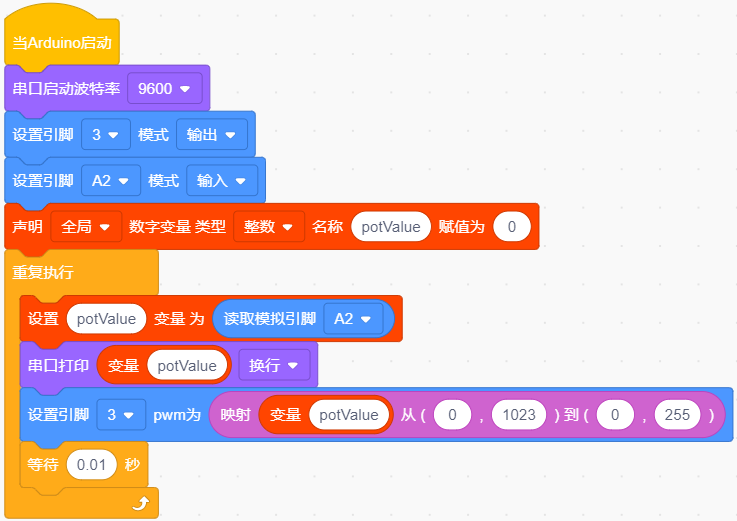 当Arduino启动
串口启动波特率 9600
设置引脚 3 模式 输出
设置引脚 A2 模式 输入
声明 全局 数字变量 类型 整数 名称 potValue 赋值为 0
重复执行
设置 potValue 变量 为 读取模拟引脚 A2
串口打印 变量 potValue 换行
设置引脚 3 pwm为 映射 变量 potValue 从 ( 0 , 1023 ) 到 ( 0 , 255 )
等待 0.01 秒